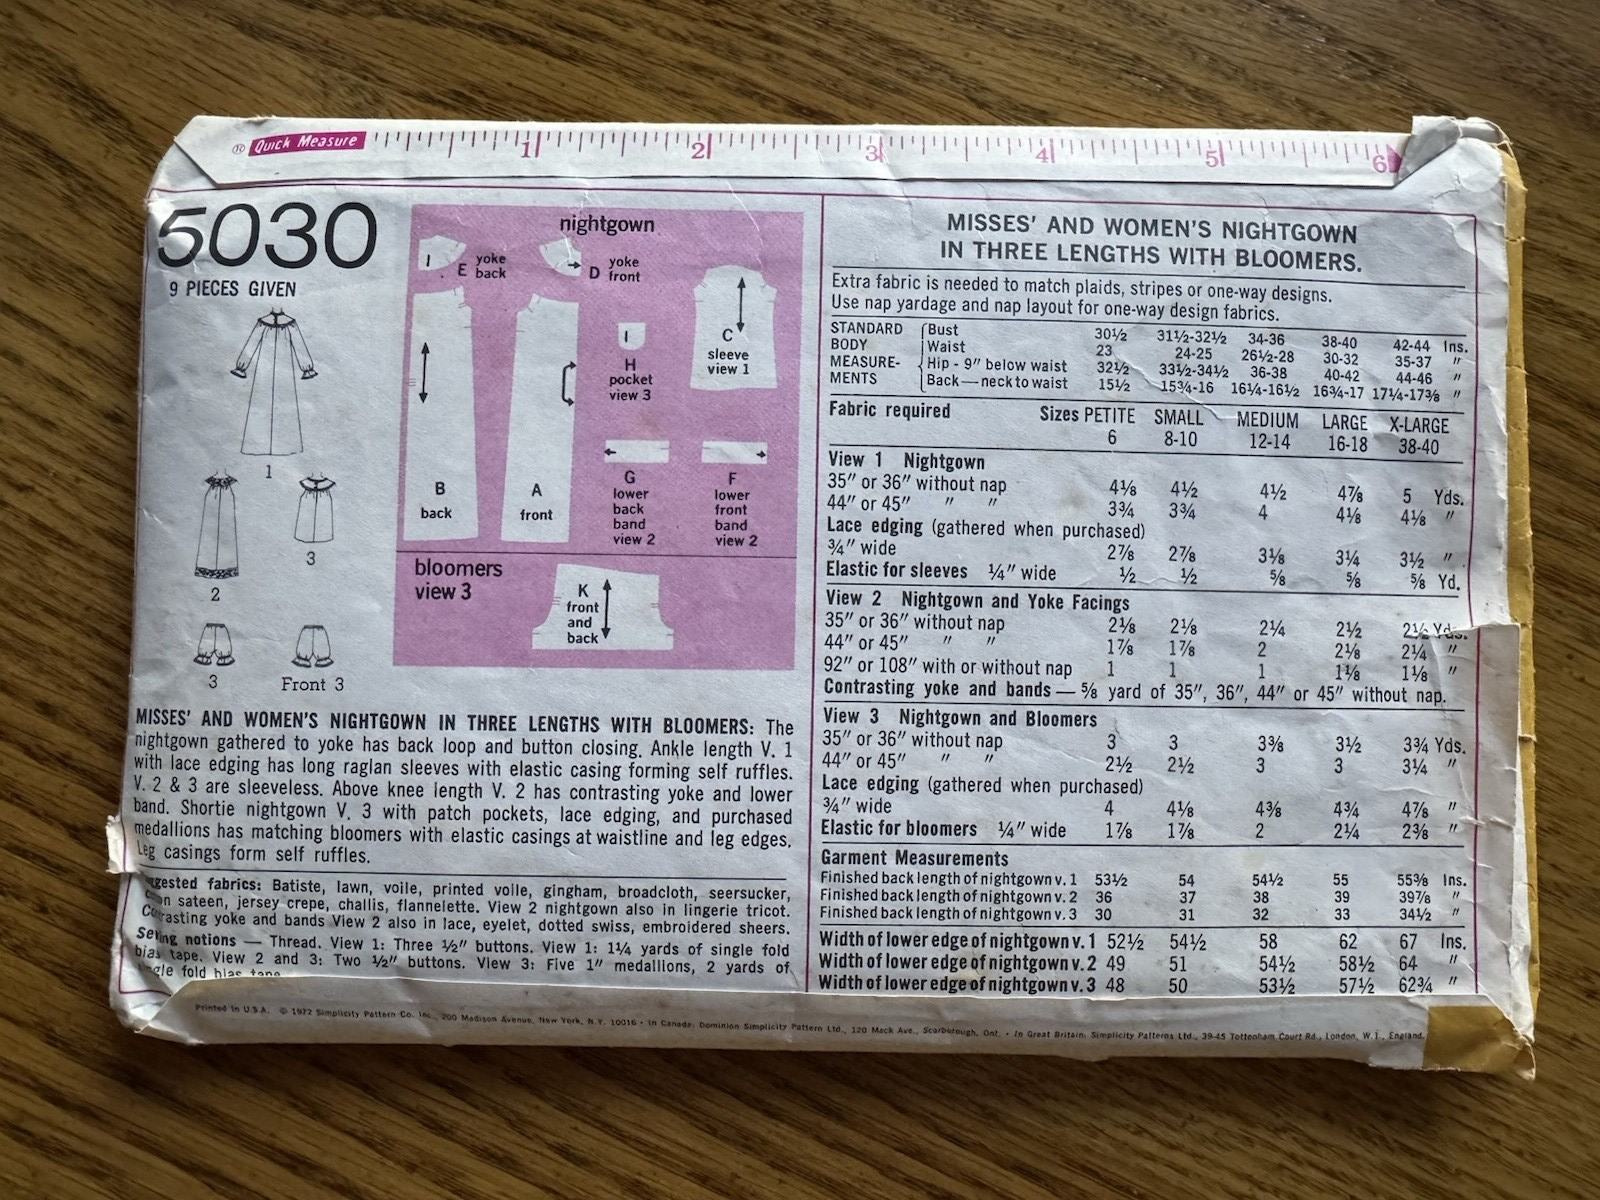 ® Quick Measure 1 2 3 4 5 6
5030
9 PIECES GIVEN
1
2
3
3 Front 3
nightgown
E yoke back
D yoke front
B back
A front
H pocket view 3
C sleeve view 1
G lower back band view 2
F lower front band view 2
bloomers
view 3
K front and back
MISSES' AND WOMEN'S NIGHTGOWN IN THREE LENGTHS WITH BLOOMERS: The
nightgown gathered to yoke has back loop and button closing. Ankle length V. 1
with lace edging has long raglan sleeves with elastic casing forming self ruffles.
V. 2 & 3 are sleeveless. Above knee length V. 2 has contrasting yoke and lower
band. Shortie nightgown V. 3 with patch pockets, lace edging, and purchased
medallions has matching bloomers with elastic casings at waistline and leg edges.
Leg casings form self ruffles.
fabrics: Batiste, lawn, voile, printed voile, gingham, broadcloth, seersucker,
sateen, jersey crepe, challis, flannelette. View 2 nightgown also in lingerie tricot.
yoke and bands View 2 also in lace, eyelet, dotted swiss, embroidered sheers.
Sewing notions — Thread. View 1: Three ½" buttons. View 1: 1¼ yards of single fold
bias tape. View 2 and 3: Two ½" buttons. View 3: Five 1" medallions, 2 yards of
fold bias tape
MISSES' AND WOMEN'S NIGHTGOWN
IN THREE LENGTHS WITH BLOOMERS.
Extra fabric is needed to match plaids, stripes or one-way designs.
Use nap yardage and nap layout for one-way design fabrics.
STANDARD BODY MEASURE-MENTS
Bust 30½ 31½-32½ 34-36 38-40 42-44 Ins.
Waist 23 24-25 26½-28 30-32 35-37 "
Hip - 9" below waist 32½ 33½-34½ 36-38 40-42 44-46 "
Back—neck to waist 15½ 15¾-16 16¼-16½ 16¾-17 17¼-17⅜ "
Fabric required Sizes PETITE SMALL MEDIUM LARGE X-LARGE
6 8-10 12-14 16-18 38-40
View 1 Nightgown
35" or 36" without nap 4⅛ 4½ 4½ 4⅞ 5 Yds.
44" or 45" " " 3¾ 3¾ 4 4⅛ 4⅛ "
Lace edging (gathered when purchased)
¾" wide 2⅞ 2⅞ 3⅛ 3¼ 3½ "
Elastic for sleeves ¼" wide ½ ½ ⅝ ⅝ ⅝ Yd.
View 2 Nightgown and Yoke Facings
35" or 36" without nap 2⅛ 2⅛ 2¼ 2½ Yds.
44" or 45" " " 1⅞ 1⅞ 2 2⅛ 2¼ "
92" or 108" with or without nap 1 1 1 1⅛ 1⅛ "
Contrasting yoke and bands — ⅝ yard of 35", 36", 44" or 45" without nap.
View 3 Nightgown and Bloomers
35" or 36" without nap 3 3 3⅜ 3½ 3¾ Yds.
44" or 45" " " 2½ 2½ 3 3 3¼ "
Lace edging (gathered when purchased)
¾" wide 4 4⅛ 4⅜ 4¾ 4⅞ "
Elastic for bloomers ¼" wide 1⅞ 1⅞ 2 2¼ 2⅜ "
Garment Measurements
Finished back length of nightgown v. 1 53½ 54 54½ 55 55⅜ Ins.
Finished back length of nightgown v. 2 36 37 38 39 39⅞ "
Finished back length of nightgown v. 3 30 31 32 33 34½ "
Width of lower edge of nightgown v. 1 52½ 54½ 58 62 67 Ins.
Width of lower edge of nightgown v. 2 49 51 54½ 58½ 64 "
Width of lower edge of nightgown v. 3 48 50 53½ 57½ 62¾ "
Printed in U.S.A. © 1972 Simplicity Pattern Co. Inc., 200 Madison Avenue, New York, N.Y. 10016 • In Canada: Dominion Simplicity Pattern Ltd., 120 Mack Ave., Scarborough, Ont. • In Great Britain: Simplicity Patterns Ltd., 39-45 Tottenham Court Rd., London, W.1., England.